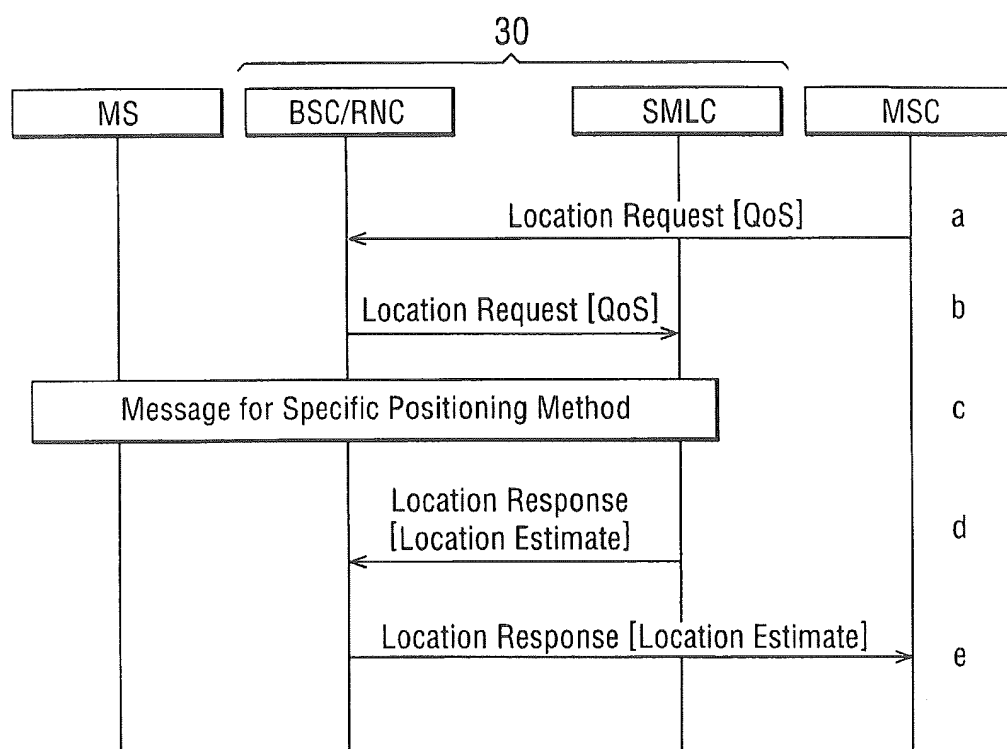 30
MS
BSC/RNC
SMLC
MSC
Location Request [QoS]
a
Location Request [QoS]
b
Message for Specific Positioning Method
c
Location Response
[Location Estimate]
d
Location Response [Location Estimate]
e